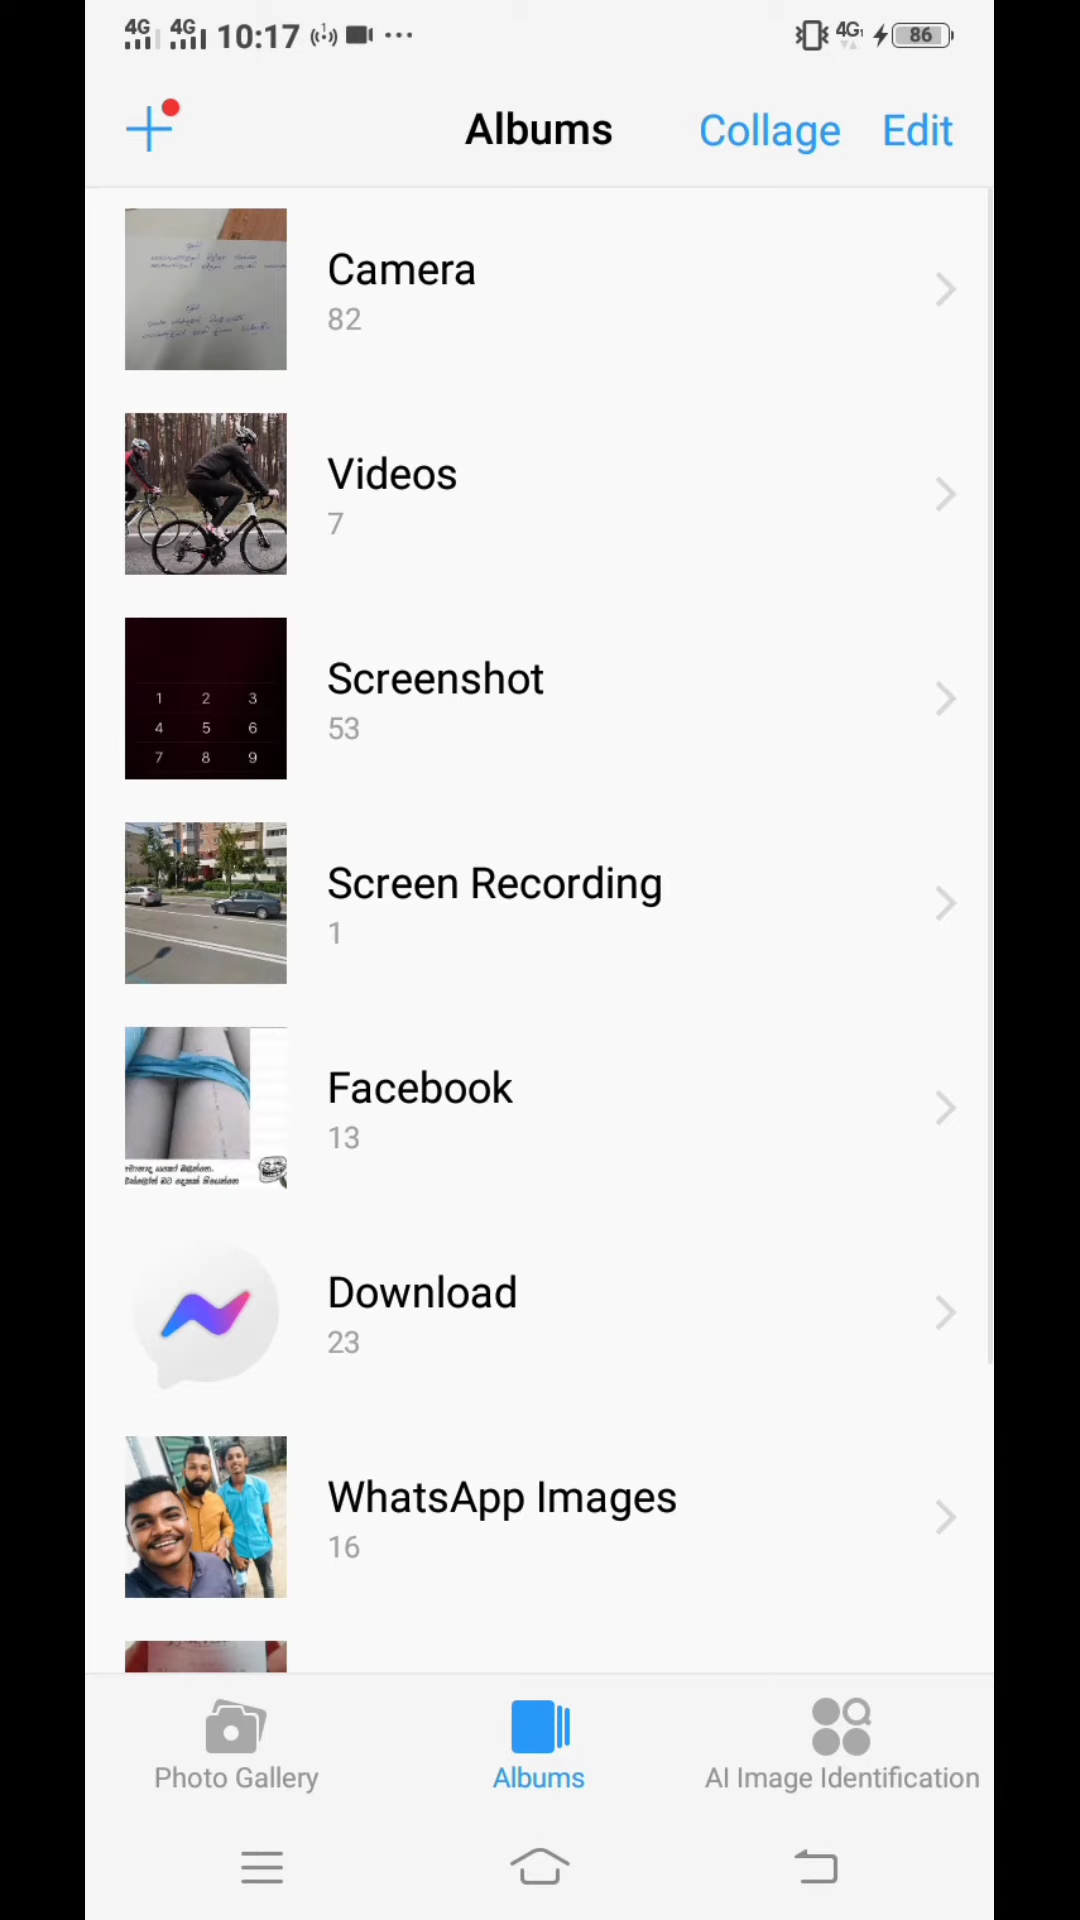 4G 4G 10:17 4G 86
Albums Collage Edit
Camera
82
Videos
7
1 2 3
4 5 6
7 8 9
Screenshot
53
Screen Recording
1
Facebook
13
Download
23
WhatsApp Images
16
Photo Gallery Albums AI Image Identification